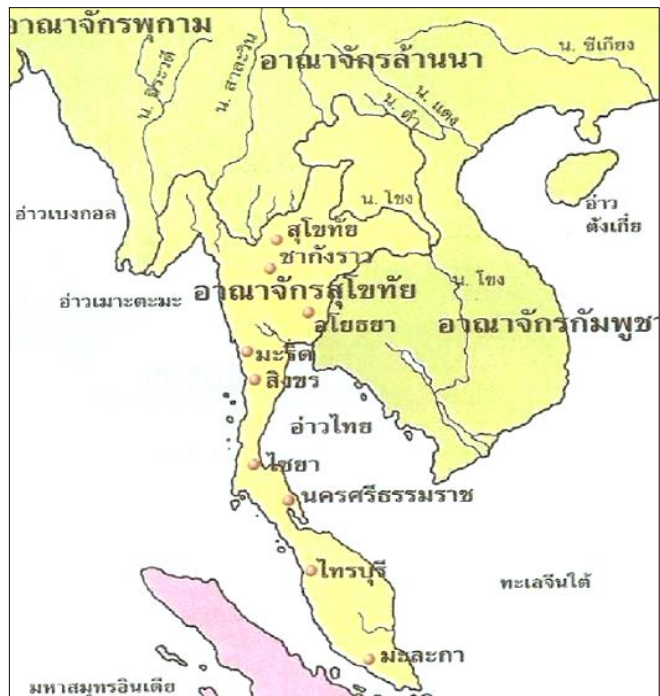 อาณาจักรพุกาม
อาณาจักรล้านนา
น. ซีเกียง
น. สาละวิน
น. อิระวดี
น. แดง
น. ดำ
อ่าวเบงกอล
น. โขง
อ่าว
ตังเกี๋ย
สุโขทัย
ชากังราว
อ่าวเมาะตะมะ
อาณาจักรสุโขทัย
น. โขง
อโยธยา
อาณาจักรกัมพูชา
มะริด
สิงขร
อ่าวไทย
ไชยา
นครศรีธรรมราช
ไทรบุรี
ทะเลจีนใต้
มะละกา
มหาสมุทรอินเดีย